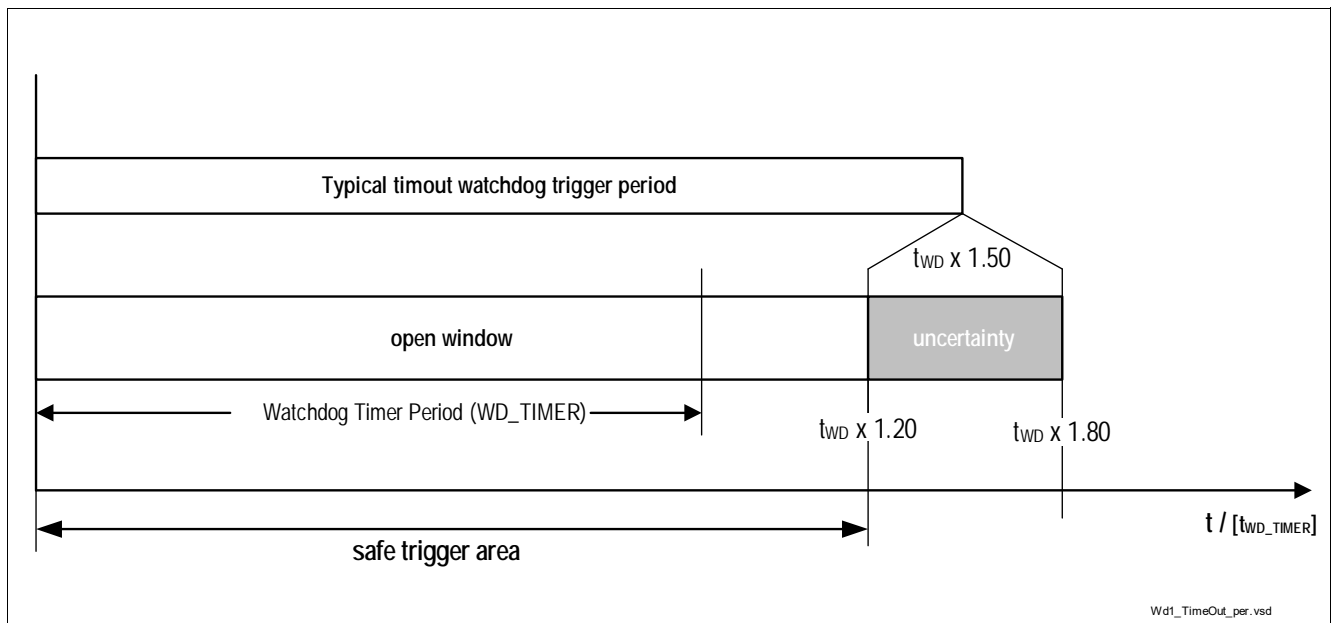 Typical timout watchdog trigger period
tWD x 1.50
open window
uncertainty
Watchdog Timer Period (WD_TIMER)
tWD x 1.20
tWD x 1.80
t / [tWD_TIMER]
safe trigger area
Wd1_TimeOut_per.vsd